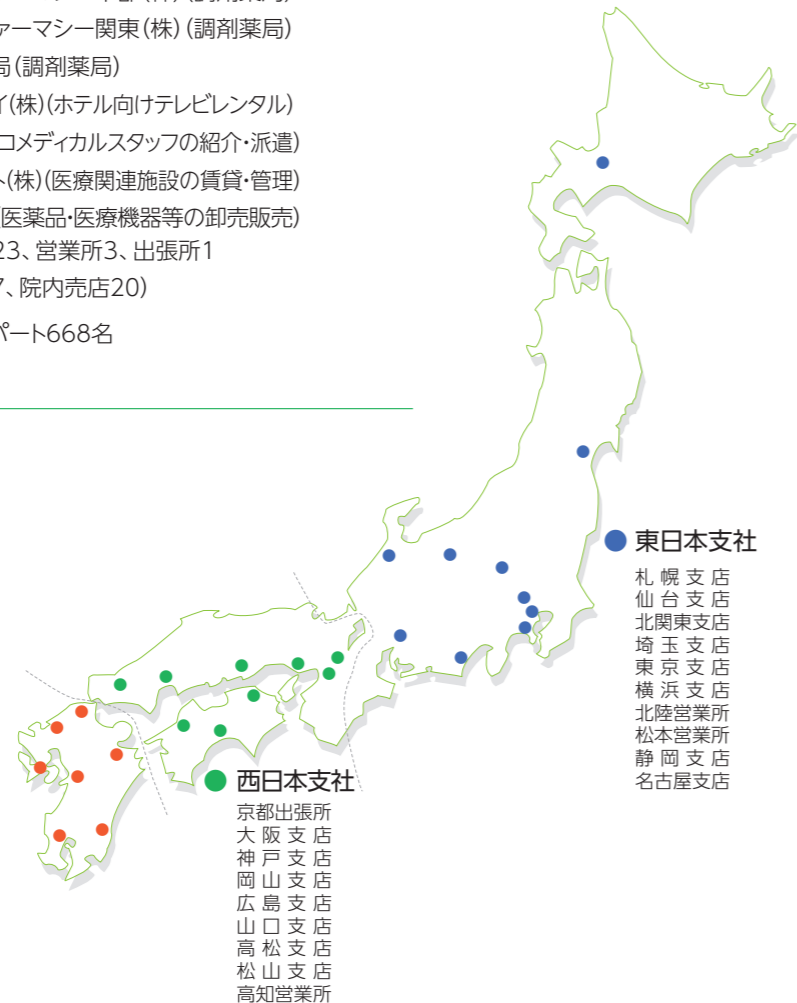 ァーマシー関東(株)(調剤薬局)
局(調剤薬局)
イ(株)(ホテル向けテレビレンタル)
コメディカルスタッフの紹介・派遣)
ト(株)(医療関連施設の賃貸・管理)
(医薬品・医療機器等の卸売販売)
23、営業所3、出張所1
7、院内売店20)
パート668名
東日本支社
札幌支店
仙台支店
北関東支店
埼玉支店
東京支店
横浜支店
北陸営業所
松本営業所
静岡支店
名古屋支店
西日本支社
京都出張所
大阪支店
神戸支店
岡山支店
広島支店
山口支店
高松支店
松山支店
高知営業所